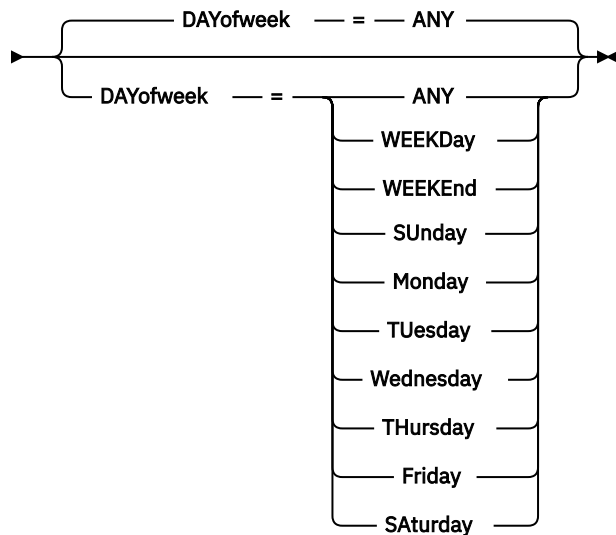 DAYofweek = ANY
DAYofweek = ANY
WEEKDay
WEEKEnd
SUnday
Monday
TUesday
Wednesday
THursday
Friday
SAturday